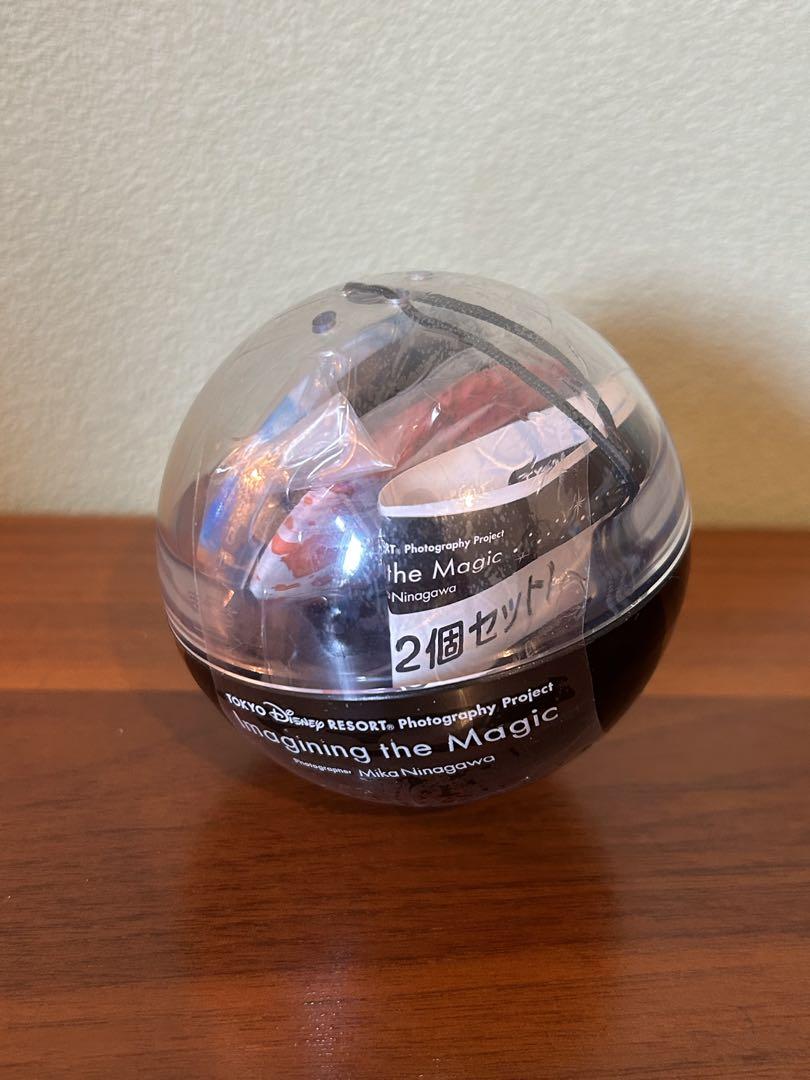 RT® Photography Project
the Magic
Ninagawa
2個セット!
TOKYO Disney RESORT® Photography Project
Imagining the Magic
Photographer Mika Ninagawa